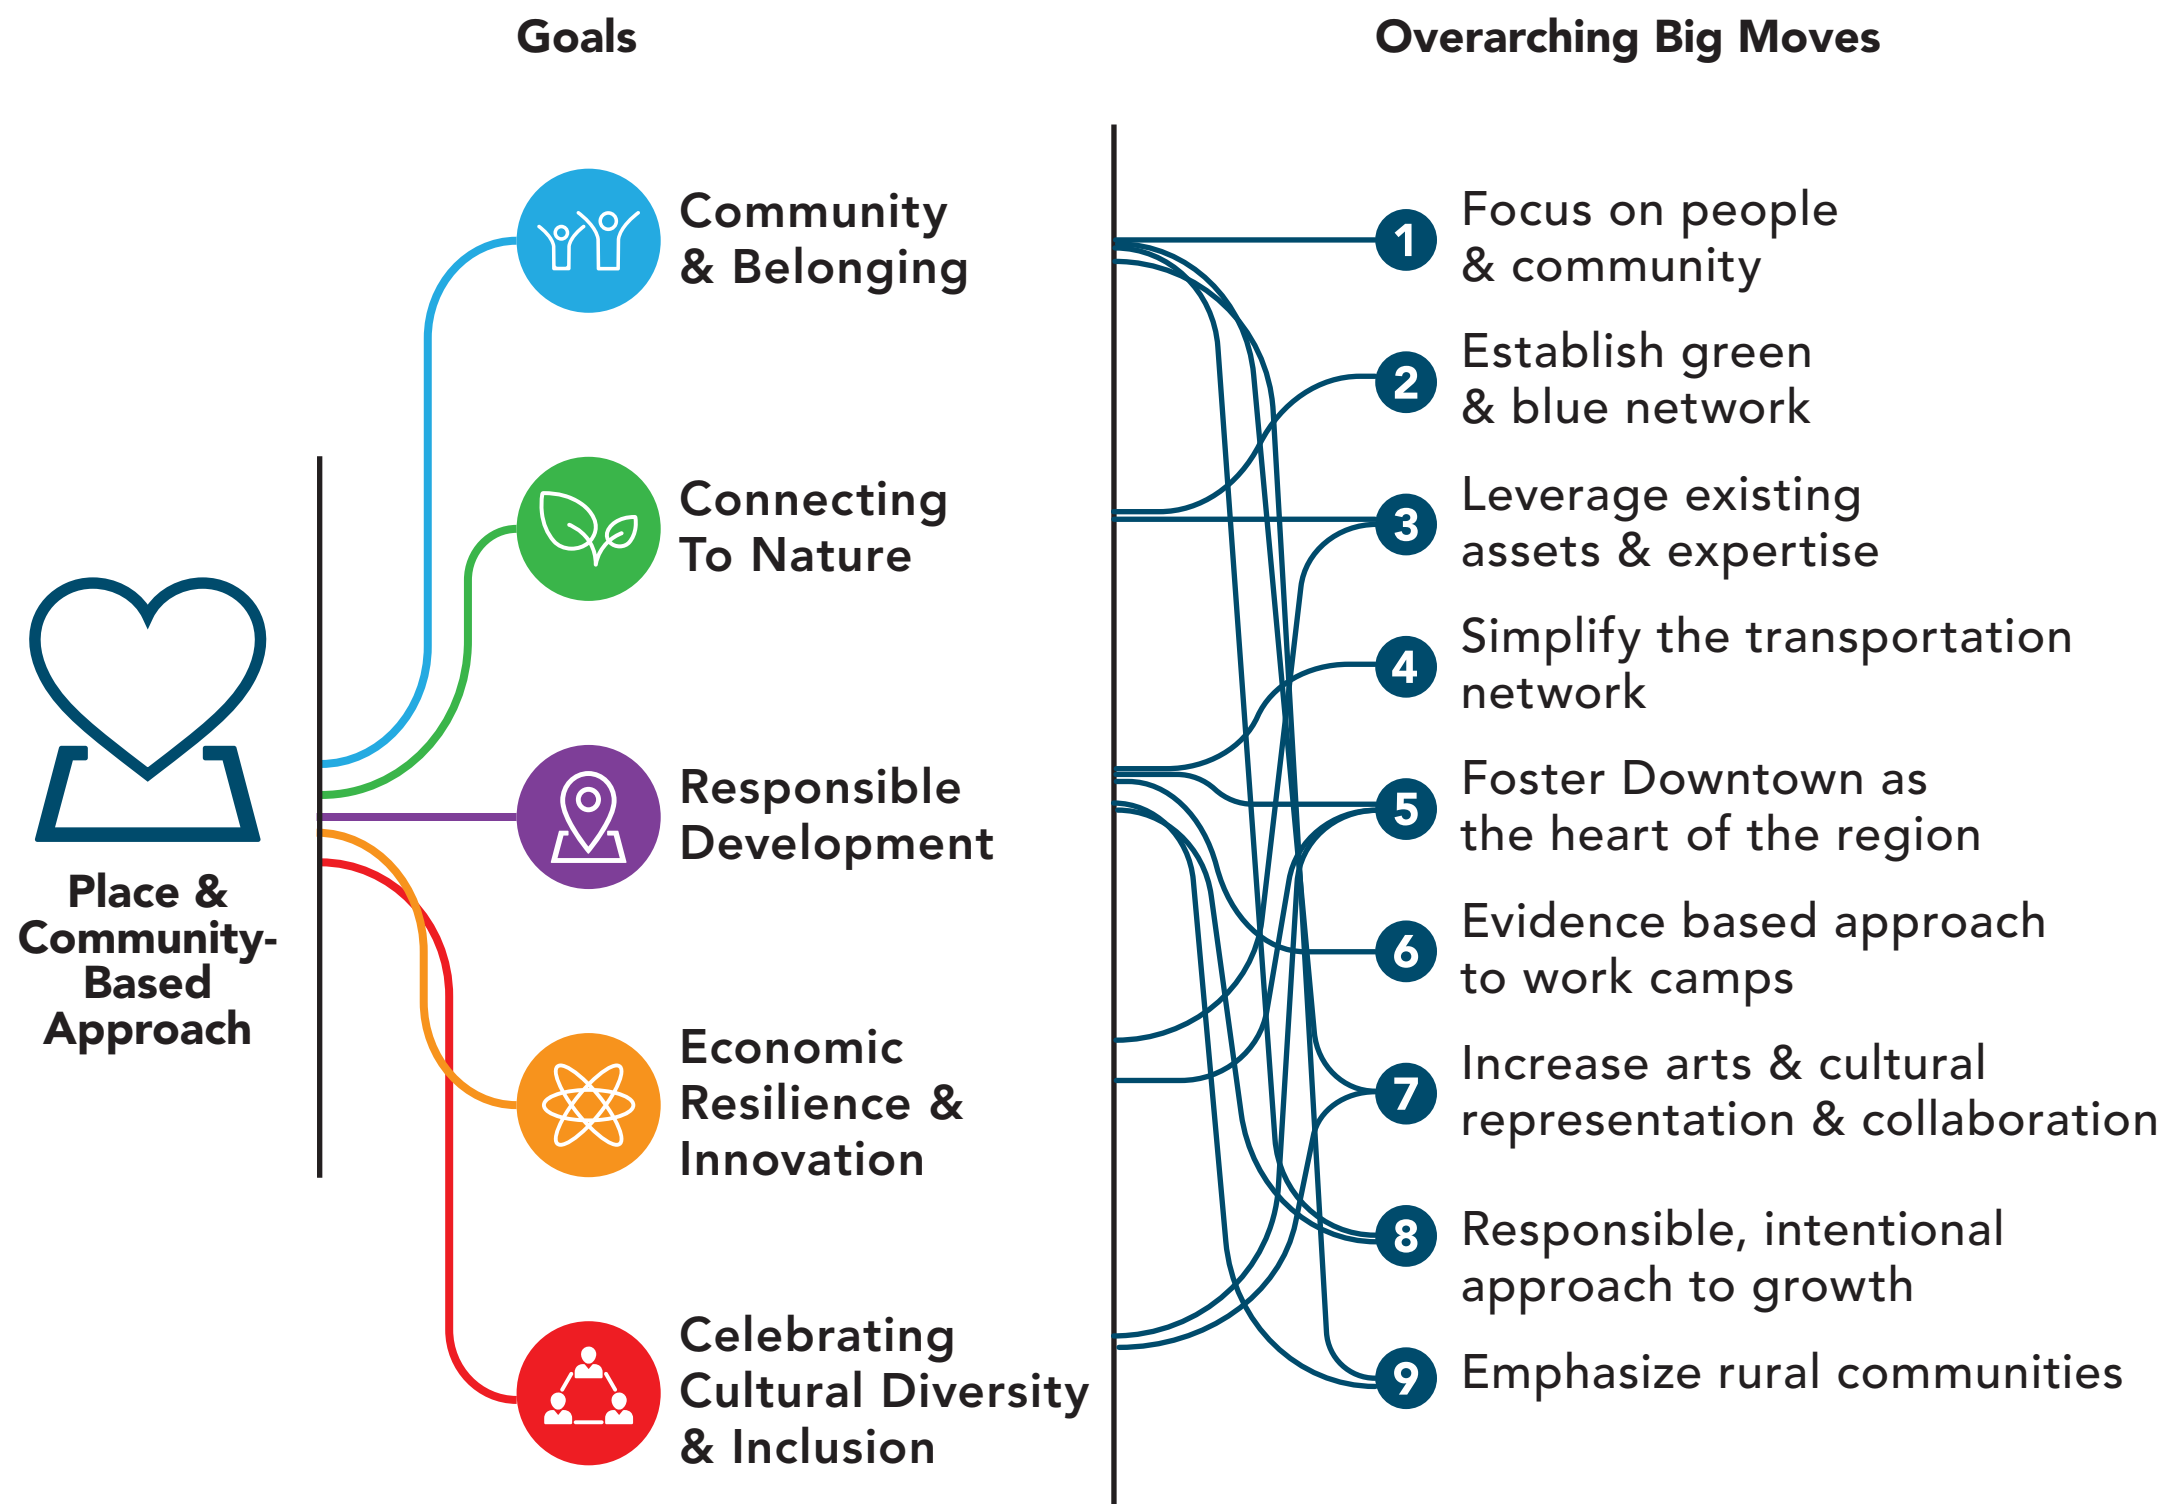 Goals
Overarching Big Moves
Place &
Community-
Based
Approach
Community
& Belonging
Connecting
To Nature
Responsible
Development
Economic
Resilience &
Innovation
Celebrating
Cultural Diversity
& Inclusion
1
Focus on people
& community
2
Establish green
& blue network
3
Leverage existing
assets & expertise
4
Simplify the transportation
network
5
Foster Downtown as
the heart of the region
6
Evidence based approach
to work camps
7
Increase arts & cultural
representation & collaboration
8
Responsible, intentional
approach to growth
9
Emphasize rural communities